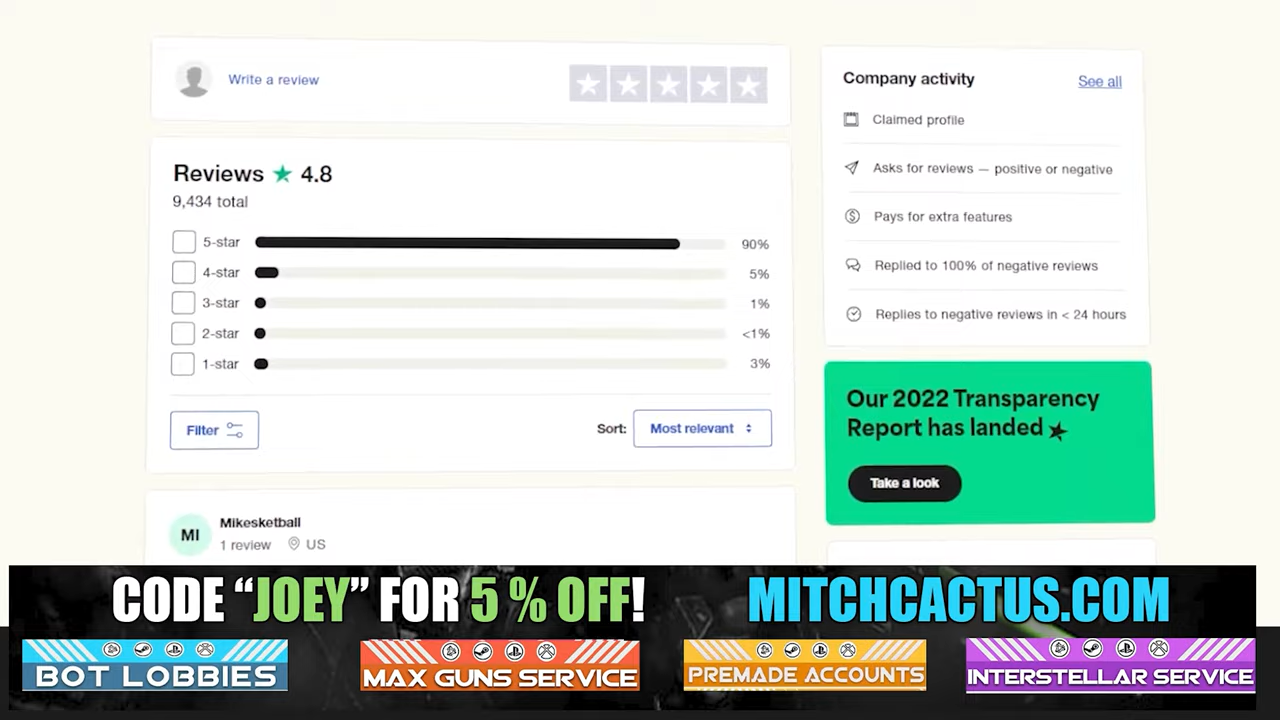 Write a review
Reviews ★ 4.8
9,434 total
5-star 90%
4-star 5%
3-star 1%
2-star <1%
1-star 3%
Filter
Sort: Most relevant
MI
Mikesketball
1 review US
Company activity See all
Claimed profile
Asks for reviews — positive or negative
Pays for extra features
Replied to 100% of negative reviews
Replies to negative reviews in < 24 hours
Our 2022 Transparency
Report has landed
Take a look
CODE “JOEY” FOR 5 % OFF!
MITCHCACTUS.COM
BOT LOBBIES
MAX GUNS SERVICE
PREMADE ACCOUNTS
INTERSTELLAR SERVICE